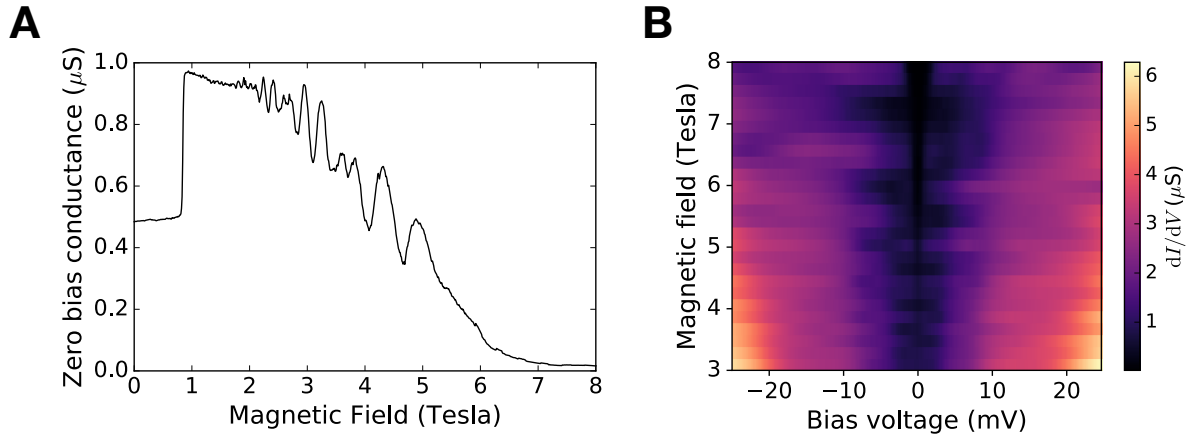 A
Zero bias conductance (μS)
1.0
0.8
0.6
0.4
0.2
0.0
0 1 2 3 4 5 6 7 8
Magnetic Field (Tesla)
B
Magnetic field (Tesla)
8
7
6
5
4
3
−20 −10 0 10 20
Bias voltage (mV)
6
5
4
3
2
1
dI/dV (μS)